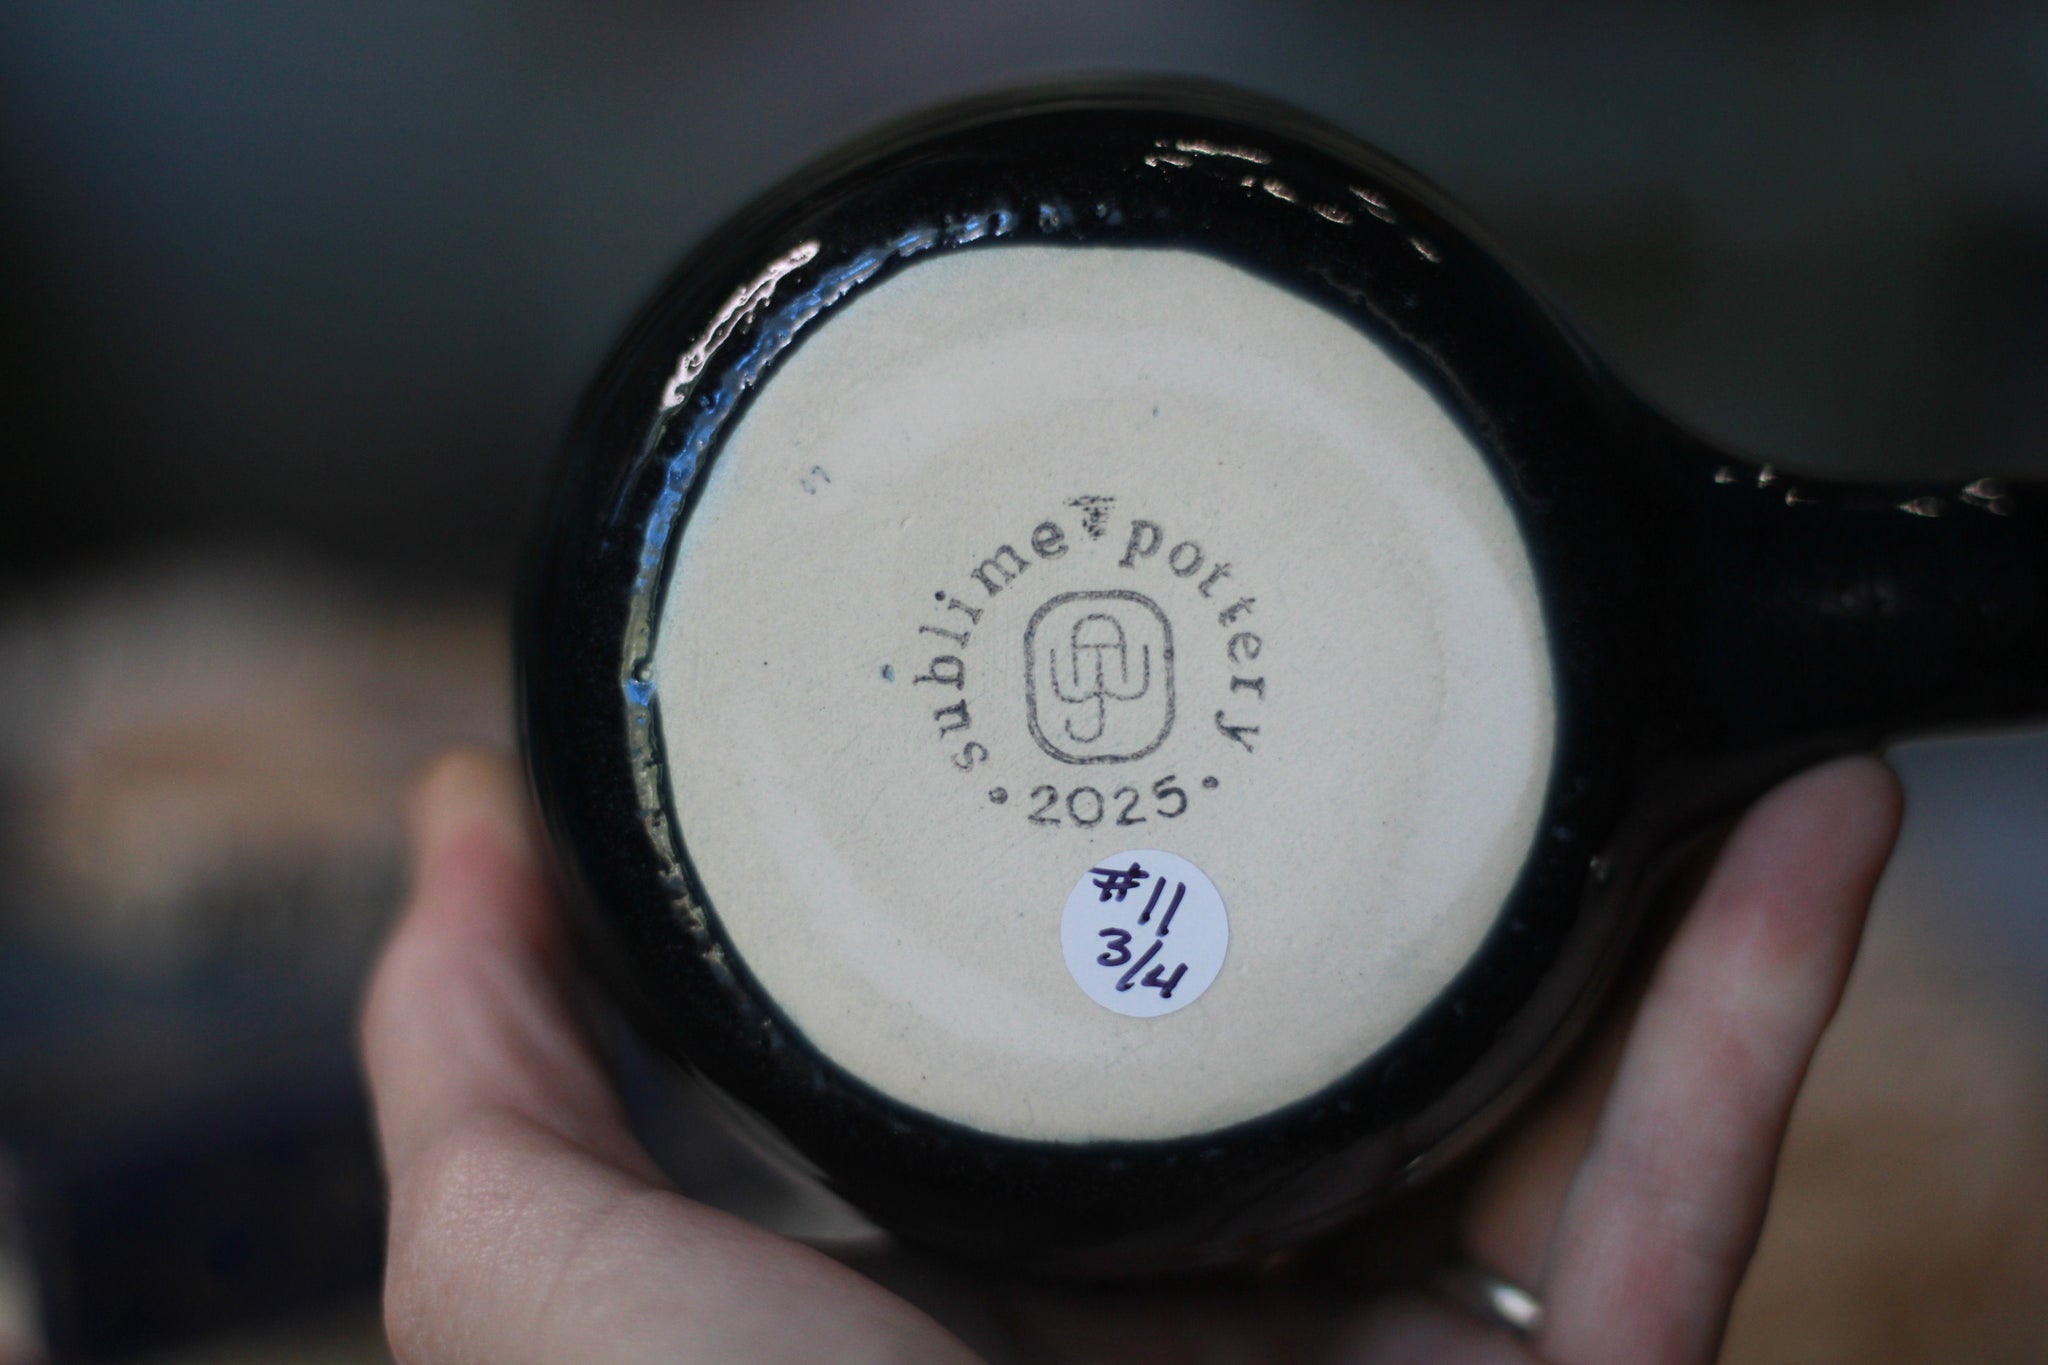 sublime pottery
• 2025 •
#11
3/4